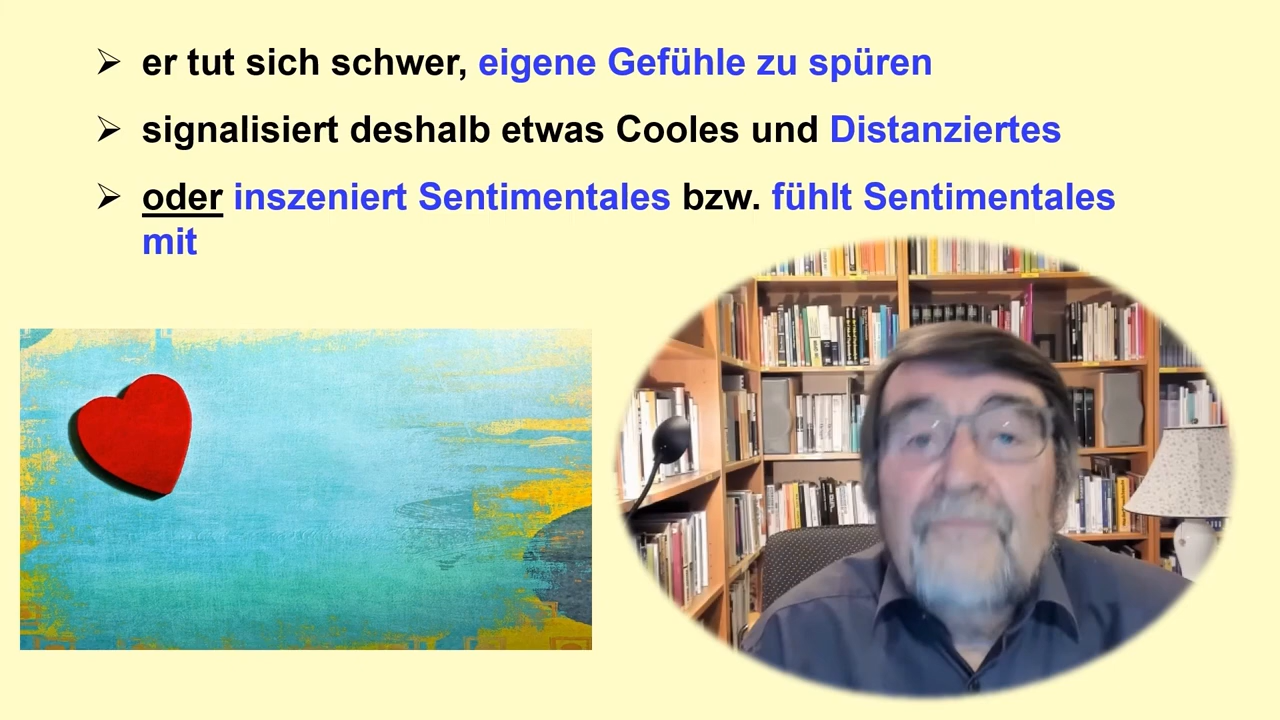 ➢ er tut sich schwer, eigene Gefühle zu spüren
➢ signalisiert deshalb etwas Cooles und Distanziertes
➢ oder inszeniert Sentimentales bzw. fühlt Sentimentales
mit